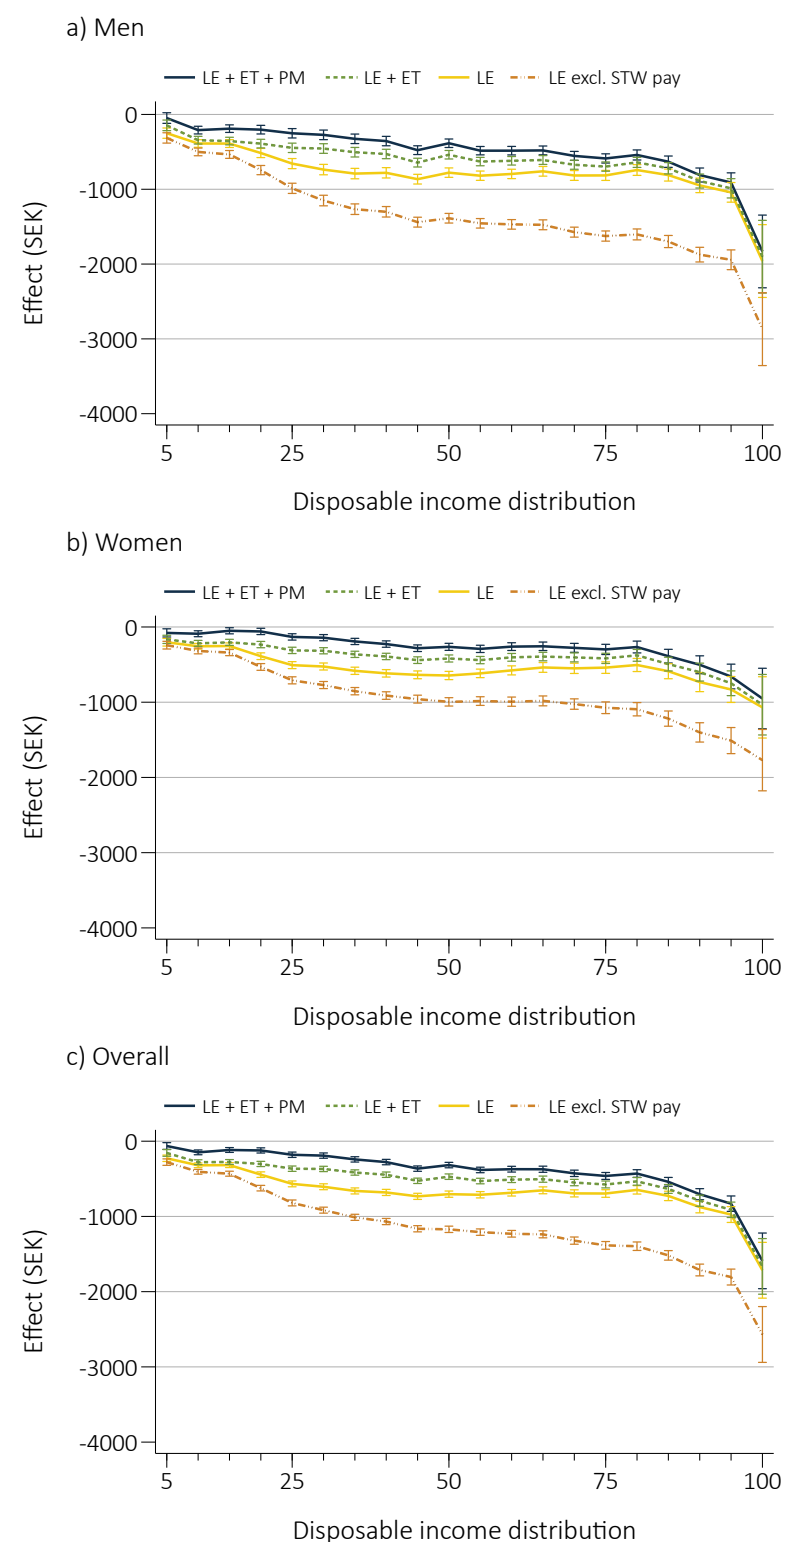 a) Men
LE + ET + PM LE + ET LE LE excl. STW pay
0
-1000
-2000
-3000
-4000
Effect (SEK)
5 25 50 75 100
Disposable income distribution
b) Women
LE + ET + PM LE + ET LE LE excl. STW pay
0
-1000
-2000
-3000
-4000
Effect (SEK)
5 25 50 75 100
Disposable income distribution
c) Overall
LE + ET + PM LE + ET LE LE excl. STW pay
0
-1000
-2000
-3000
-4000
Effect (SEK)
5 25 50 75 100
Disposable income distribution